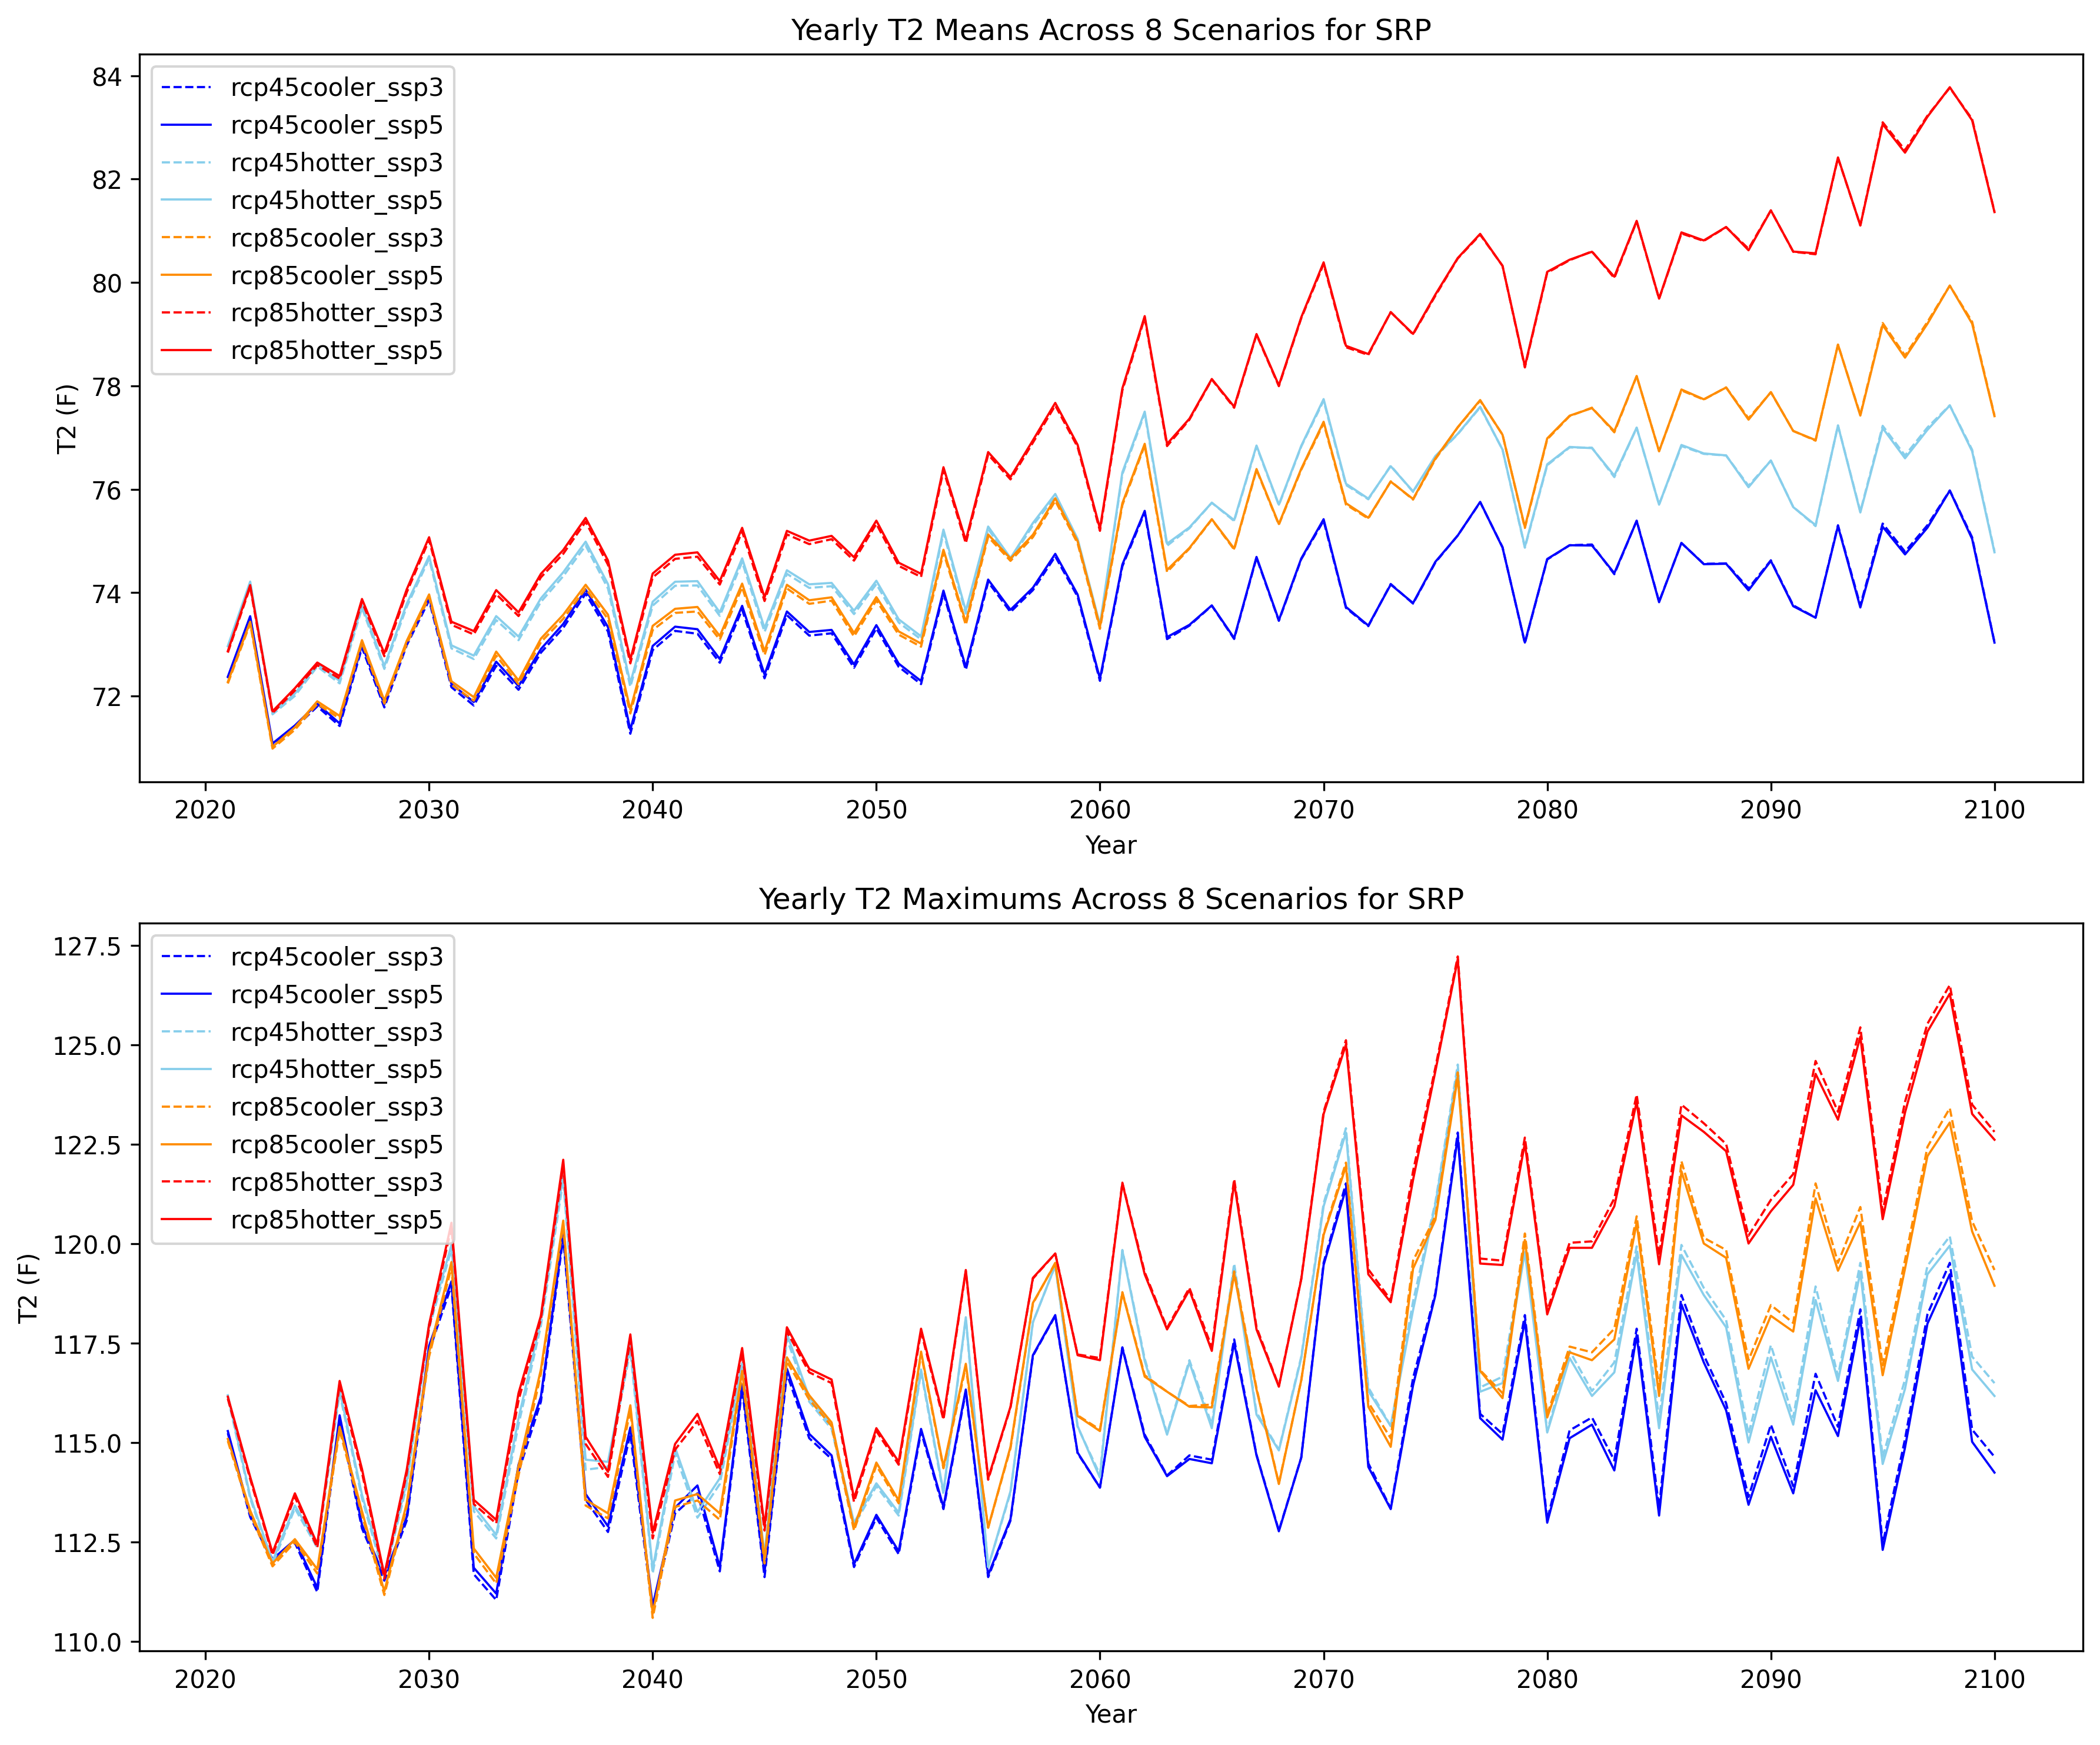 Yearly T2 Means Across 8 Scenarios for SRP
rcp45cooler_ssp3
rcp45cooler_ssp5
rcp45hotter_ssp3
rcp45hotter_ssp5
rcp85cooler_ssp3
rcp85cooler_ssp5
rcp85hotter_ssp3
rcp85hotter_ssp5
84
82
80
78
76
74
72
T2 (F)
2020 2030 2040 2050 2060 2070 2080 2090 2100
Year
Yearly T2 Maximums Across 8 Scenarios for SRP
rcp45cooler_ssp3
rcp45cooler_ssp5
rcp45hotter_ssp3
rcp45hotter_ssp5
rcp85cooler_ssp3
rcp85cooler_ssp5
rcp85hotter_ssp3
rcp85hotter_ssp5
127.5
125.0
122.5
120.0
117.5
115.0
112.5
110.0
T2 (F)
2020 2030 2040 2050 2060 2070 2080 2090 2100
Year